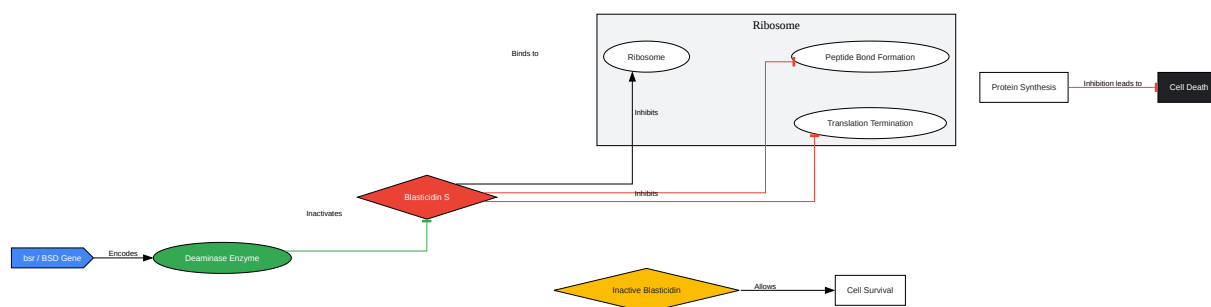 Ribosome
Binds to
Ribosome
Peptide Bond Formation
Protein Synthesis
Inhibition leads to
Cell Death
Inhibits
Translation Termination
Blasticidin S
Inhibits
Inactivates
bsr / BSD Gene
Encodes
Deaminase Enzyme
Inactive Blasticidin
Allows
Cell Survival